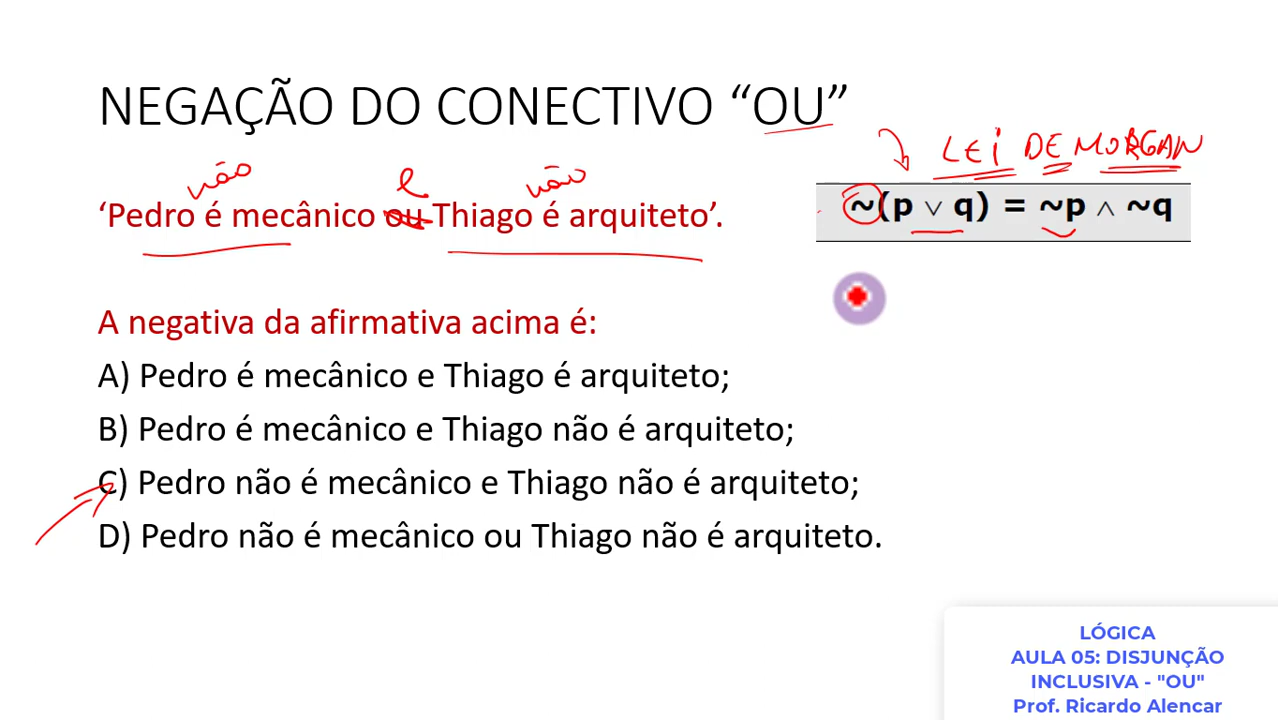 NEGAÇÃO DO CONECTIVO “OU”
LEI DE MORGAN
não e não
‘Pedro é mecânico ou Thiago é arquiteto’.
~(p ∨ q) = ~p ∧ ~q
A negativa da afirmativa acima é:
A) Pedro é mecânico e Thiago é arquiteto;
B) Pedro é mecânico e Thiago não é arquiteto;
C) Pedro não é mecânico e Thiago não é arquiteto;
D) Pedro não é mecânico ou Thiago não é arquiteto.
LÓGICA
AULA 05: DISJUNÇÃO
INCLUSIVA - "OU"
Prof. Ricardo Alencar